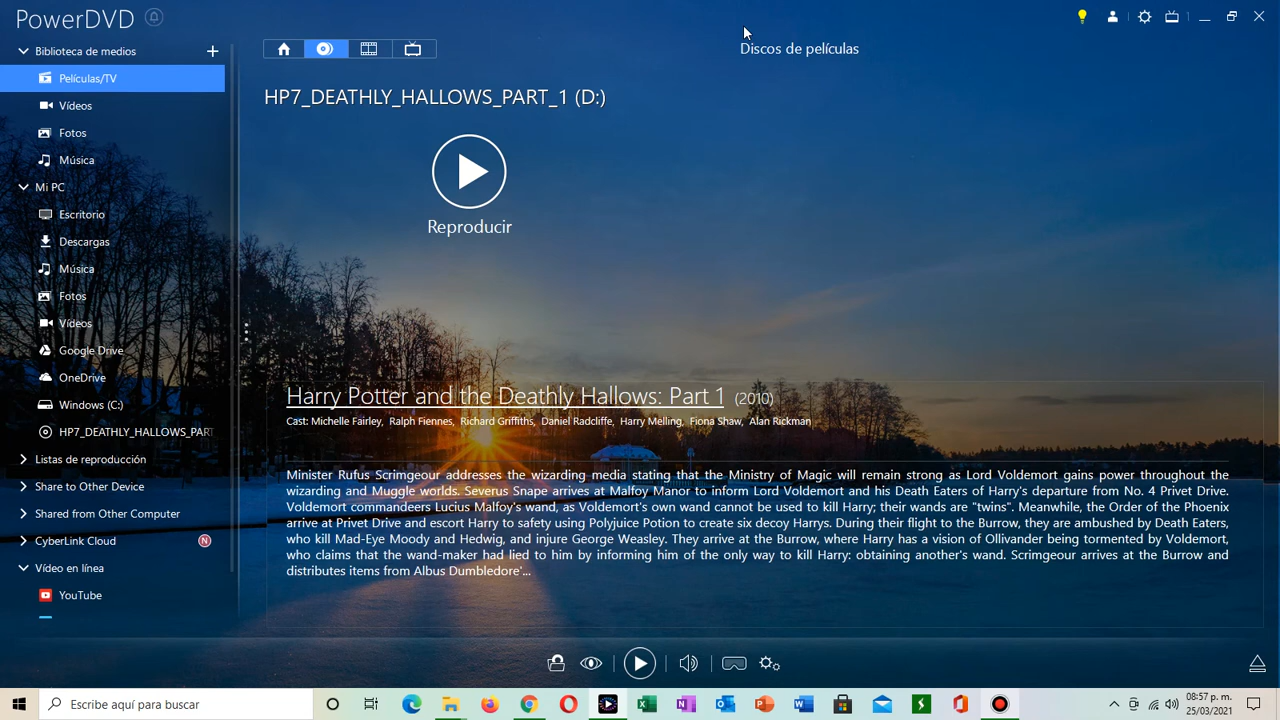 PowerDVD
Biblioteca de medios
Películas/TV
Vídeos
Fotos
Música
Mi PC
Escritorio
Descargas
Música
Fotos
Vídeos
Google Drive
OneDrive
Windows (C:)
HP7_DEATHLY_HALLOWS_PART
Listas de reproducción
Share to Other Device
Shared from Other Computer
CyberLink Cloud
N
Vídeo en línea
YouTube
Discos de películas
HP7_DEATHLY_HALLOWS_PART_1 (D:)
Reproducir
Harry Potter and the Deathly Hallows: Part 1 (2010)
Cast: Michelle Fairley, Ralph Fiennes, Richard Griffiths, Daniel Radcliffe, Harry Melling, Fiona Shaw, Alan Rickman
Minister Rufus Scrimgeour addresses the wizarding media stating that the Ministry of Magic will remain strong as Lord Voldemort gains power throughout the
wizarding and Muggle worlds. Severus Snape arrives at Malfoy Manor to inform Lord Voldemort and his Death Eaters of Harry's departure from No. 4 Privet Drive.
Voldemort commandeers Lucius Malfoy's wand, as Voldemort's own wand cannot be used to kill Harry; their wands are "twins". Meanwhile, the Order of the Phoenix
arrive at Privet Drive and escort Harry to safety using Polyjuice Potion to create six decoy Harrys. During their flight to the Burrow, they are ambushed by Death Eaters,
who kill Mad-Eye Moody and Hedwig, and injure George Weasley. They arrive at the Burrow, where Harry has a vision of Ollivander being tormented by Voldemort,
who claims that the wand-maker had lied to him by informing him of the only way to kill Harry: obtaining another's wand. Scrimgeour arrives at the Burrow and
distributes items from Albus Dumbledore'...
Escribe aquí para buscar
08:57 p. m.
25/03/2021